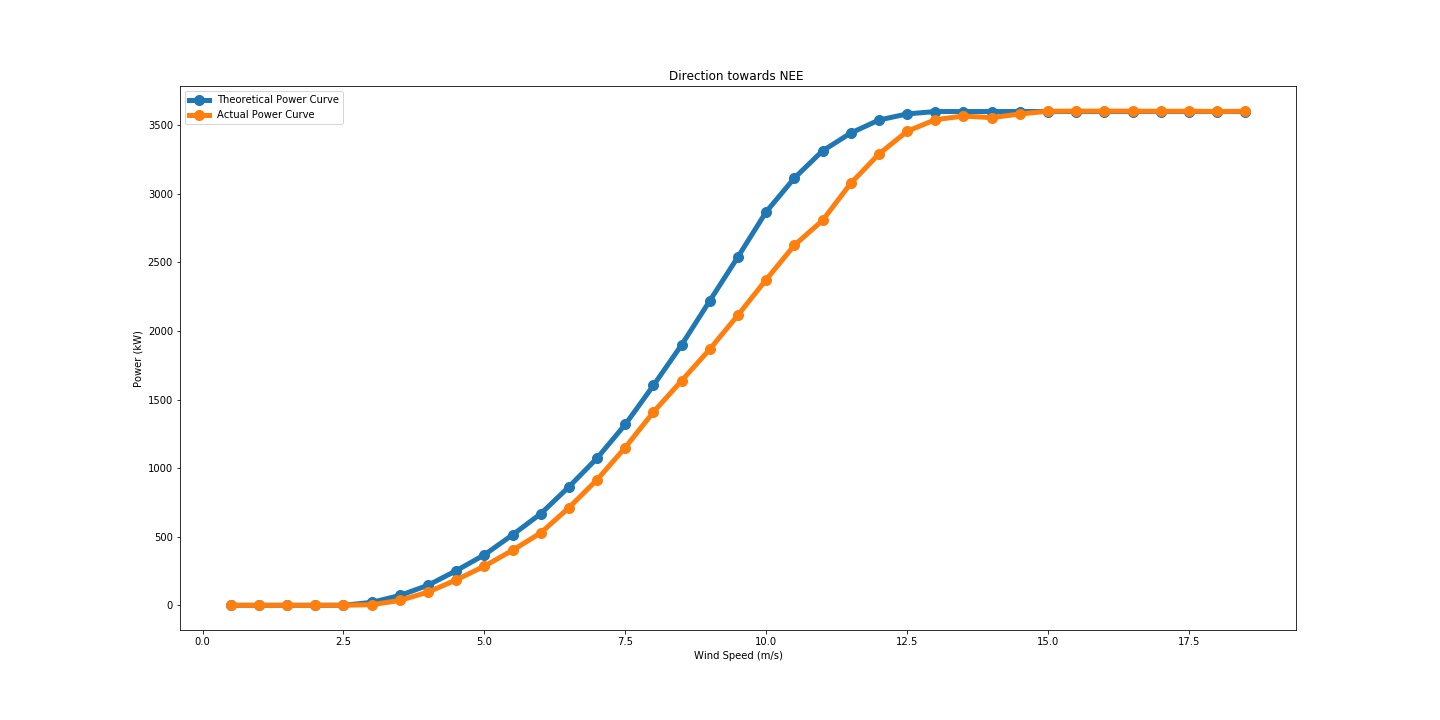 Direction towards NEE
Theoretical Power Curve
Actual Power Curve
3500
3000
2500
2000
1500
1000
500
0
Power (kW)
0.0 2.5 5.0 7.5 10.0 12.5 15.0 17.5
Wind Speed (m/s)